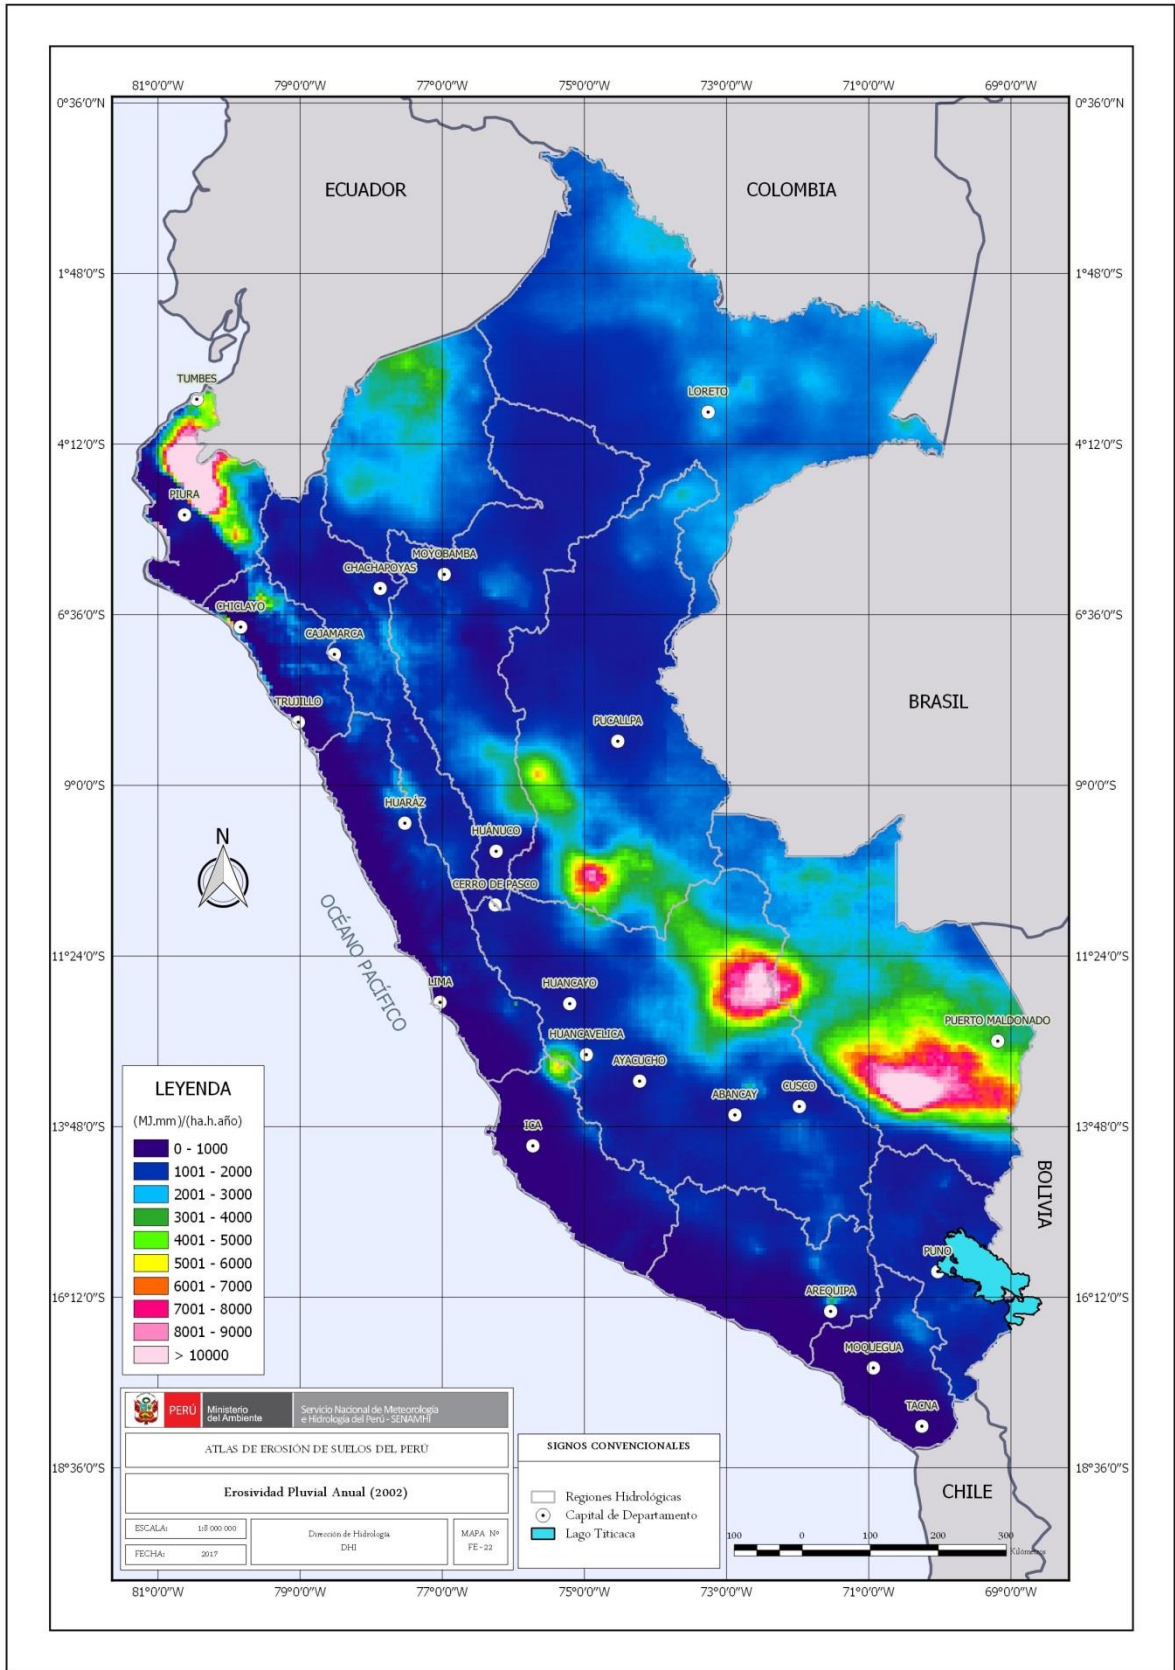 81°0'0"W 79°0'0"W 77°0'0"W 75°0'0"W 73°0'0"W 71°0'0"W 69°0'0"W
0°36'0"N 0°36'0"N
ECUADOR COLOMBIA
1°48'0"S 1°48'0"S
TUMBES
LORETO
4°12'0"S 4°12'0"S
PIURA
MOYOBAMBA
CHACHAPOYAS
6°36'0"S 6°36'0"S
CHICLAYO
CAJAMARCA
TRUJILLO
BRASIL
PUCALLPA
9°0'0"S 9°0'0"S
HUARÁZ
N
HUÁNUCO
CERRO DE PASCO
OCÉANO PACÍFICO
11°24'0"S 11°24'0"S
LIMA
HUANCAYO
PUERTO MALDONADO
HUANCAVELICA
AYACUCHO
ABANCAY
CUSCO
13°48'0"S 13°48'0"S
ICA
BOLIVIA
PUNO
AREQUIPA
16°12'0"S 16°12'0"S
MOQUEGUA
TACNA
18°36'0"S 18°36'0"S
CHILE
LEYENDA
(MJ.mm)/(ha.h.año)
0 - 1000
1001 - 2000
2001 - 3000
3001 - 4000
4001 - 5000
5001 - 6000
6001 - 7000
7001 - 8000
8001 - 9000
> 10000
PERÚ
Ministerio
del Ambiente
Servicio Nacional de Meteorología
e Hidrología del Perú - SENAMHI
ATLAS DE EROSIÓN DE SUELOS DEL PERÚ
Erosividad Pluvial Anual (2002)
ESCALA: 1:8 000 000
FECHA: 2017
Dirección de Hidrología
DHI
MAPA Nº
FE - 22
SIGNOS CONVENCIONALES
Regiones Hidrológicas
Capital de Departamento
Lago Titicaca
100 0 100 200 300
Kilómetros
81°0'0"W 79°0'0"W 77°0'0"W 75°0'0"W 73°0'0"W 71°0'0"W 69°0'0"W